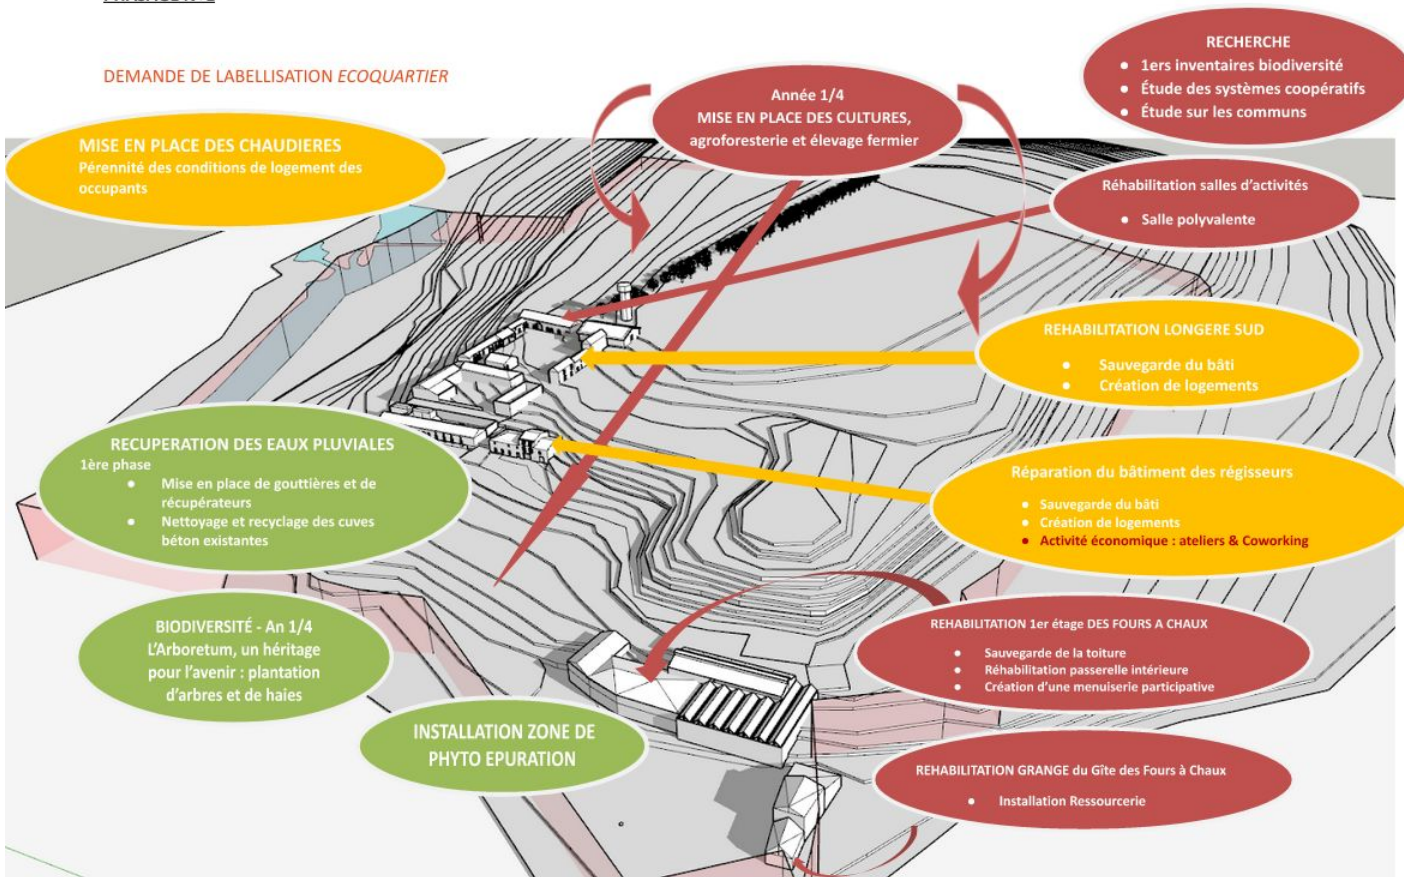 DEMANDE DE LABELLISATION ECOQUARTIER
RECHERCHE
● 1ers inventaires biodiversité
● Étude des systèmes coopératifs
● Étude sur les communs
Année 1/4
MISE EN PLACE DES CULTURES,
agroforesterie et élevage fermier
MISE EN PLACE DES CHAUDIERES
Pérennité des conditions de logement des
occupants
Réhabilitation salles d'activités
● Salle polyvalente
REHABILITATION LONGERE SUD
● Sauvegarde du bâti
● Création de logements
RECUPERATION DES EAUX PLUVIALES
1ère phase
● Mise en place de gouttières et de
récupérateurs
● Nettoyage et recyclage des cuves
béton existantes
Réparation du bâtiment des régisseurs
● Sauvegarde du bâti
● Création de logements
● Activité économique : ateliers & Coworking
BIODIVERSITÉ - An 1/4
L'Arboretum, un héritage
pour l'avenir : plantation
d'arbres et de haies
REHABILITATION 1er étage DES FOURS A CHAUX
● Sauvegarde de la toiture
● Réhabilitation passerelle intérieure
● Création d'une menuiserie participative
INSTALLATION ZONE DE
PHYTO EPURATION
REHABILITATION GRANGE du Gîte des Fours à Chaux
● Installation Ressourcerie